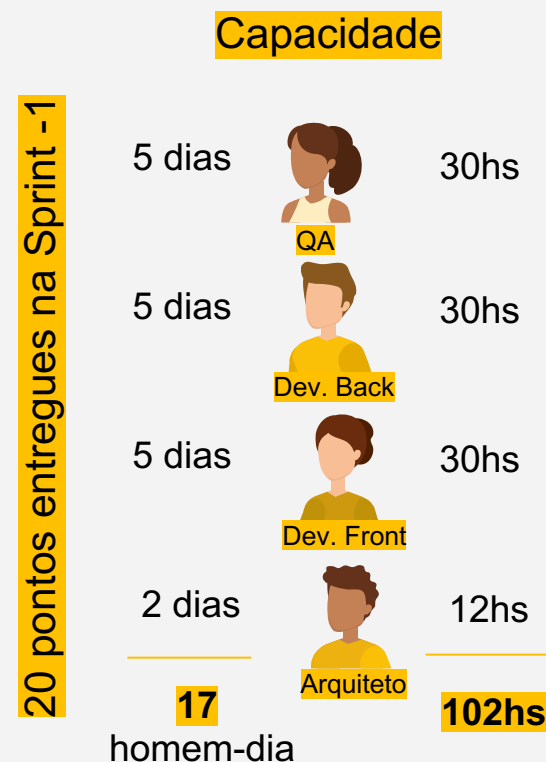 Capacidade
20 pontos entregues na Sprint -1
5 dias
30hs
QA
5 dias
30hs
Dev. Back
5 dias
30hs
Dev. Front
2 dias
12hs
Arquiteto
17
homem-dia
102hs